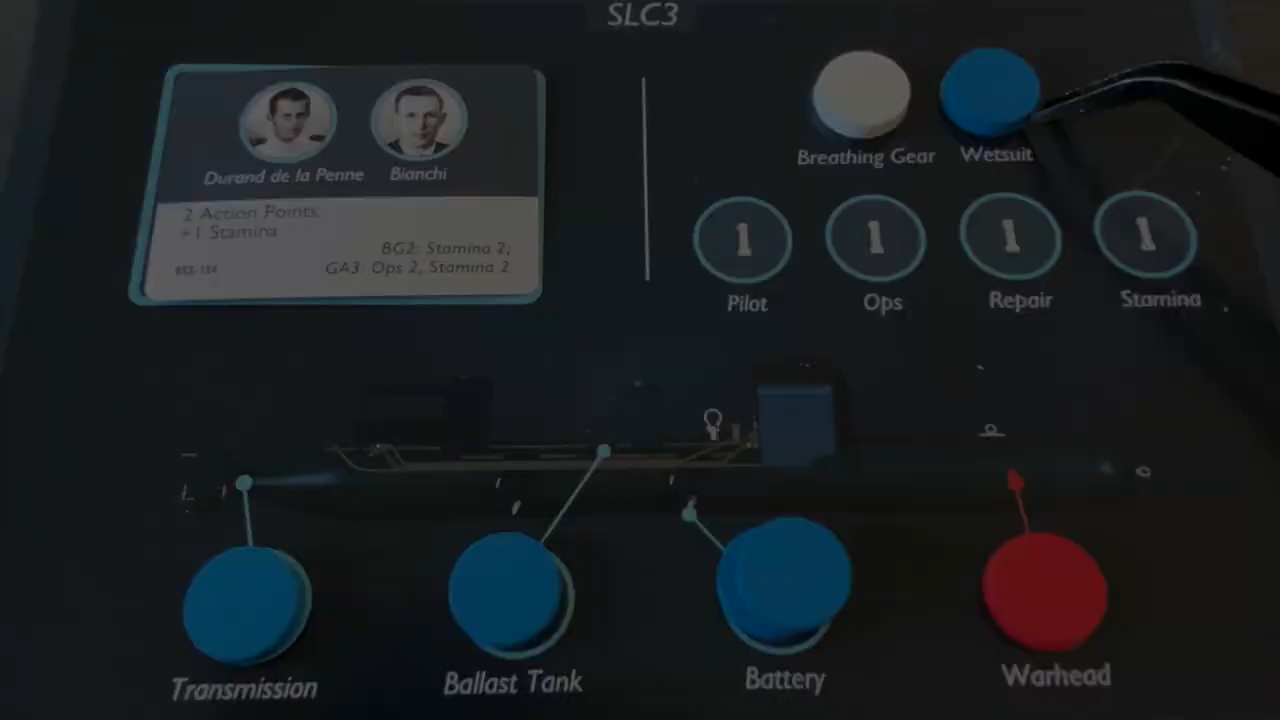 SLC3
Durand de la Penne
Bianchi
2 Action Points
+1 Stamina
BG2: Stamina 2;
GA3: Ops 2, Stamina 2
Breathing Gear
Wetsuit
1
1
1
1
Pilot
Ops
Repair
Stamina
Transmission
Ballast Tank
Battery
Warhead